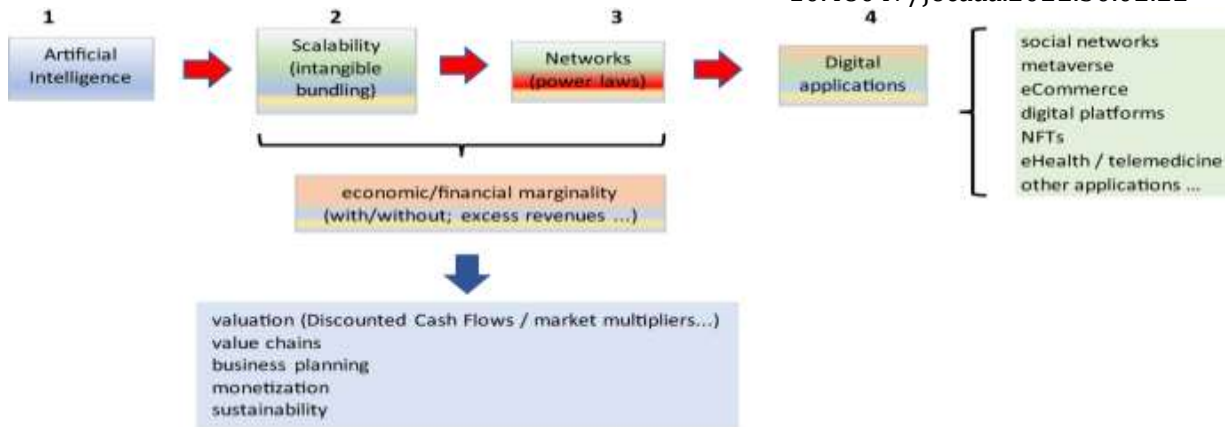 1
2
3
4
Artificial
Intelligence
Scalability
(intangible
bundling)
Networks
(power laws)
Digital
applications
social networks
metaverse
eCommerce
digital platforms
NFTs
eHealth / telemedicine
other applications ...
economic/financial marginality
(with/without; excess revenues ...)
valuation (Discounted Cash Flows / market multipliers...)
value chains
business planning
monetization
sustainability